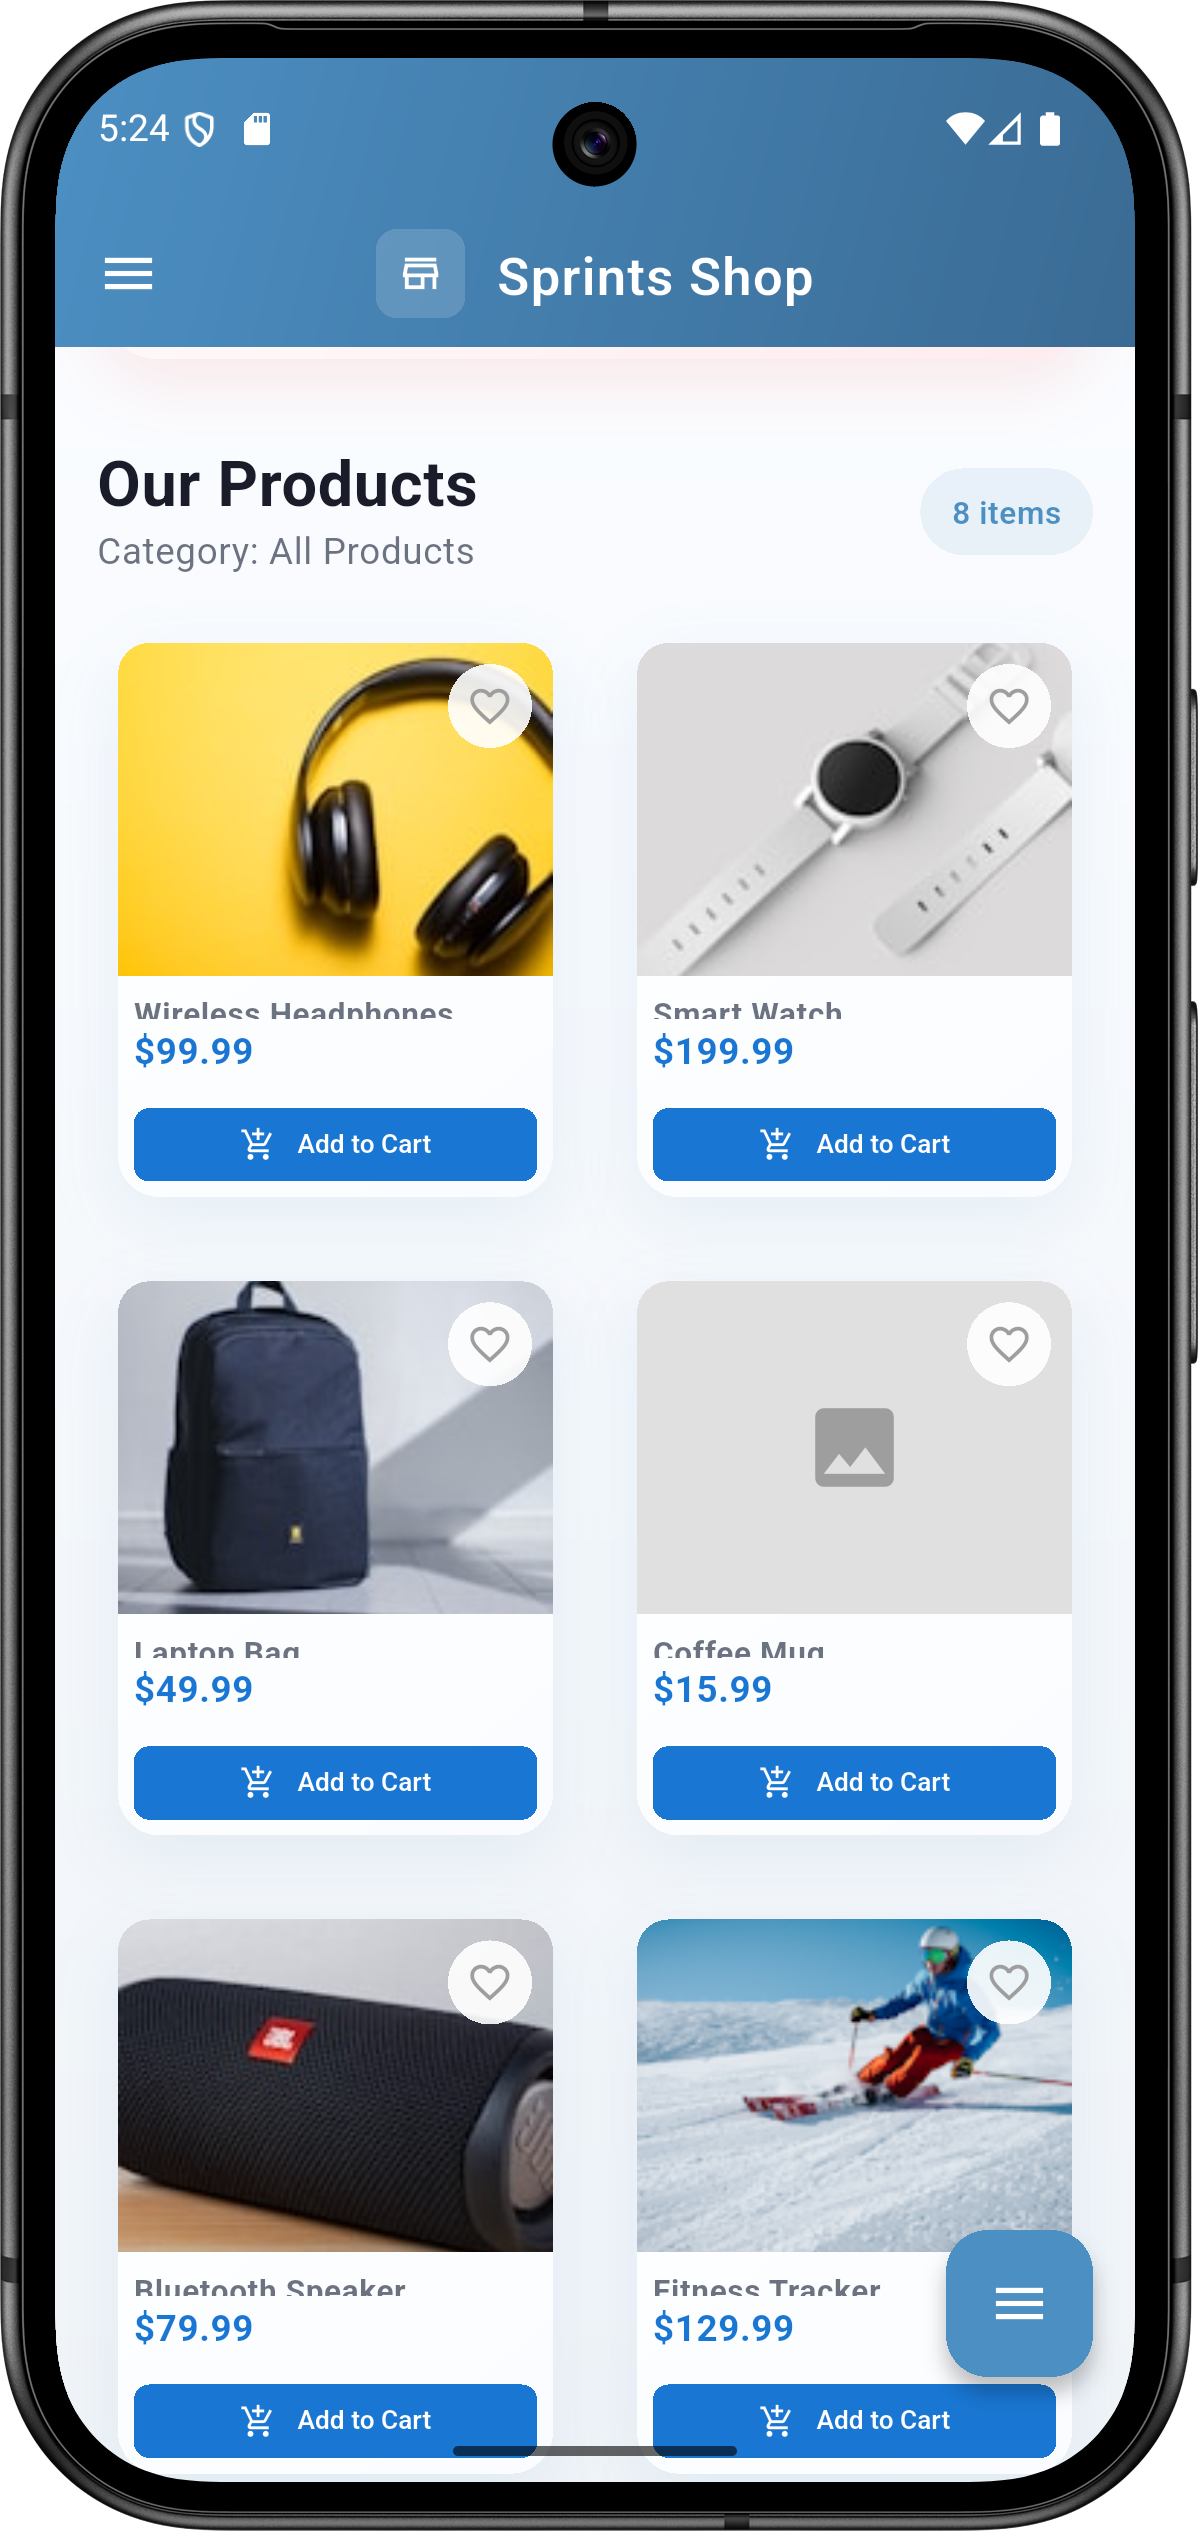 5:24
Sprints Shop
Our Products
8 items
Category: All Products
Wireless Headphones
$99.99
Add to Cart
Smart Watch
$199.99
Add to Cart
Laptop Bag
$49.99
Add to Cart
Coffee Mug
$15.99
Add to Cart
Bluetooth Speaker
$79.99
Add to Cart
Fitness Tracker
$129.99
Add to Cart